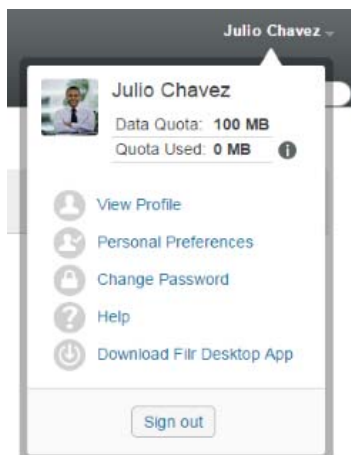 Julio Chavez
Julio Chavez
Data Quota: 100 MB
Quota Used: 0 MB
View Profile
Personal Preferences
Change Password
Help
Download Filr Desktop App
Sign out